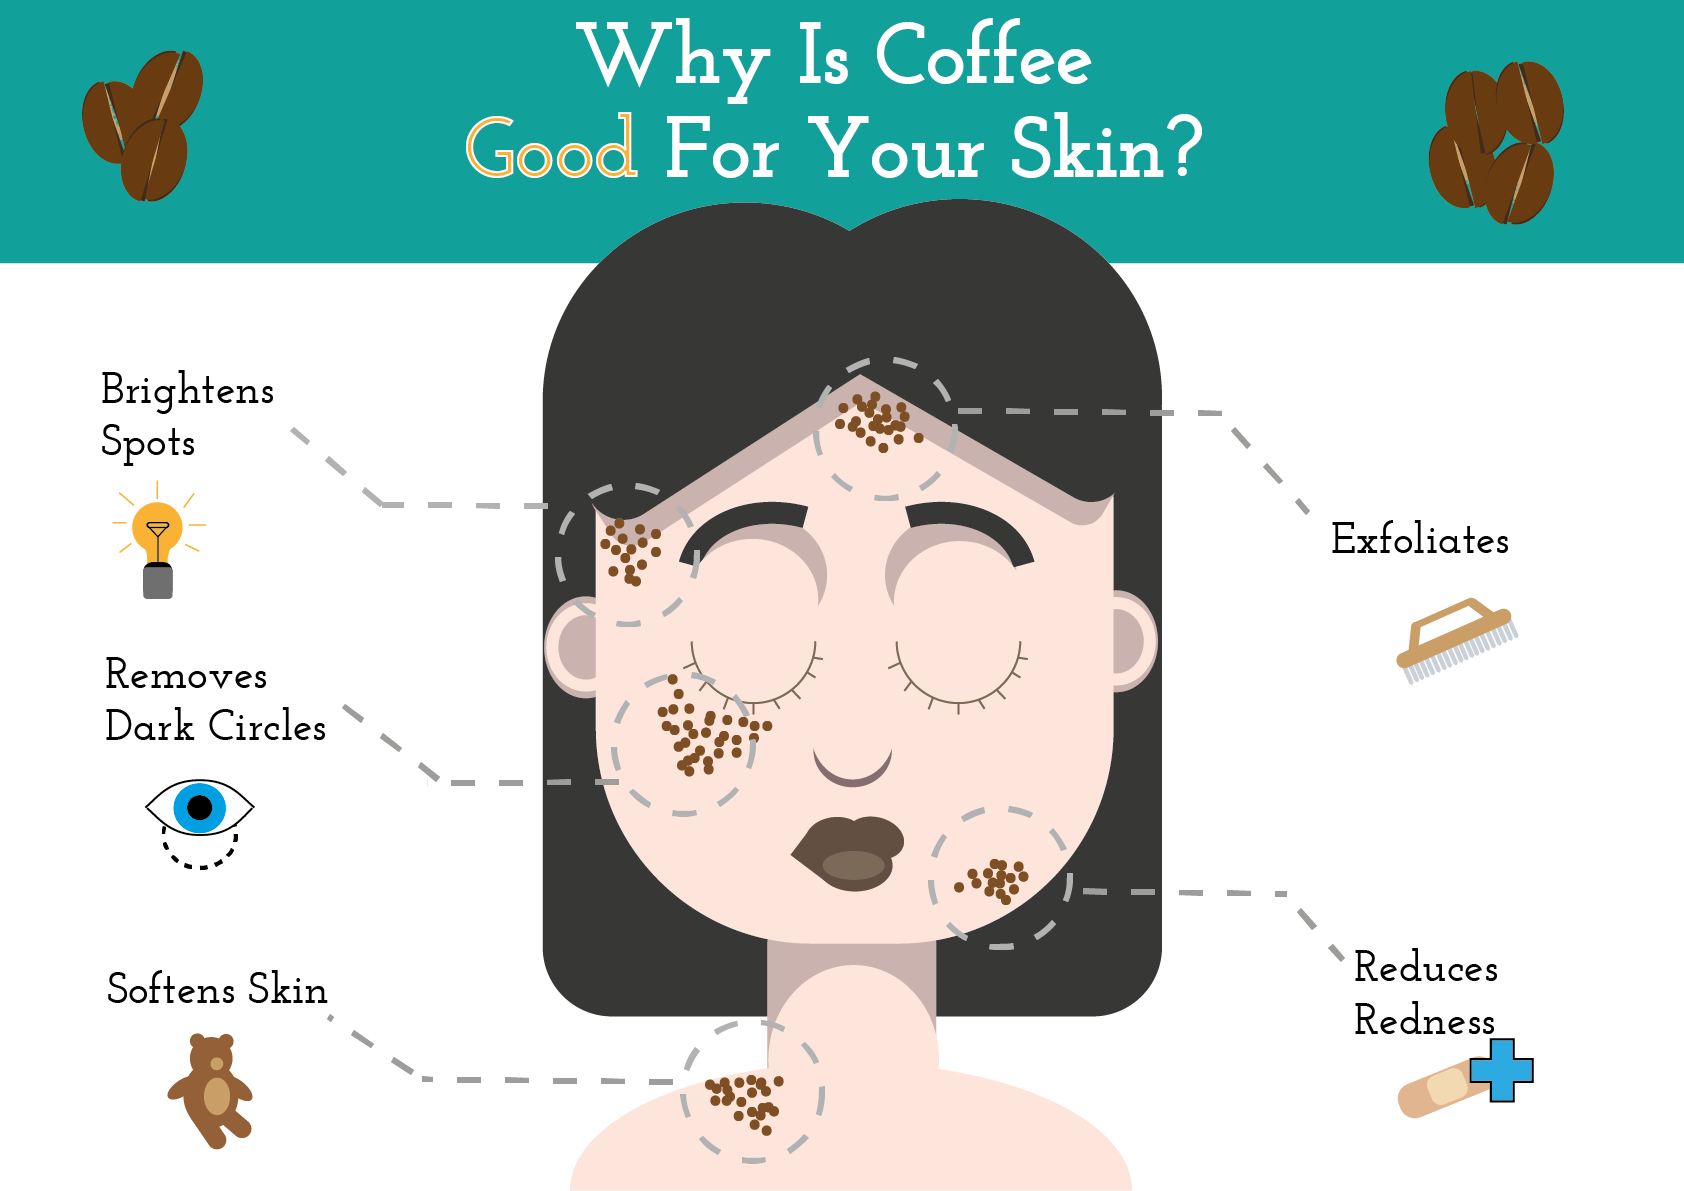 Why Is Coffee
Good For Your Skin?
Brightens
Spots
Exfoliates
Removes
Dark Circles
Softens Skin
Reduces
Redness